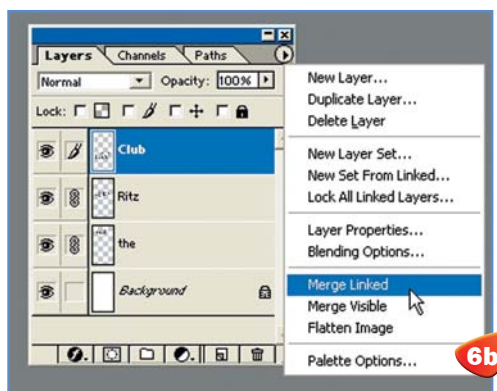 Layers Channels Paths
Normal Opacity: 100%
Lock:
Club
Ritz
the
Background
New Layer...
Duplicate Layer...
Delete Layer
New Layer Set...
New Set From Linked...
Lock All Linked Layers...
Layer Properties...
Blending Options...
Merge Linked
Merge Visible
Flatten Image
Palette Options...
6b